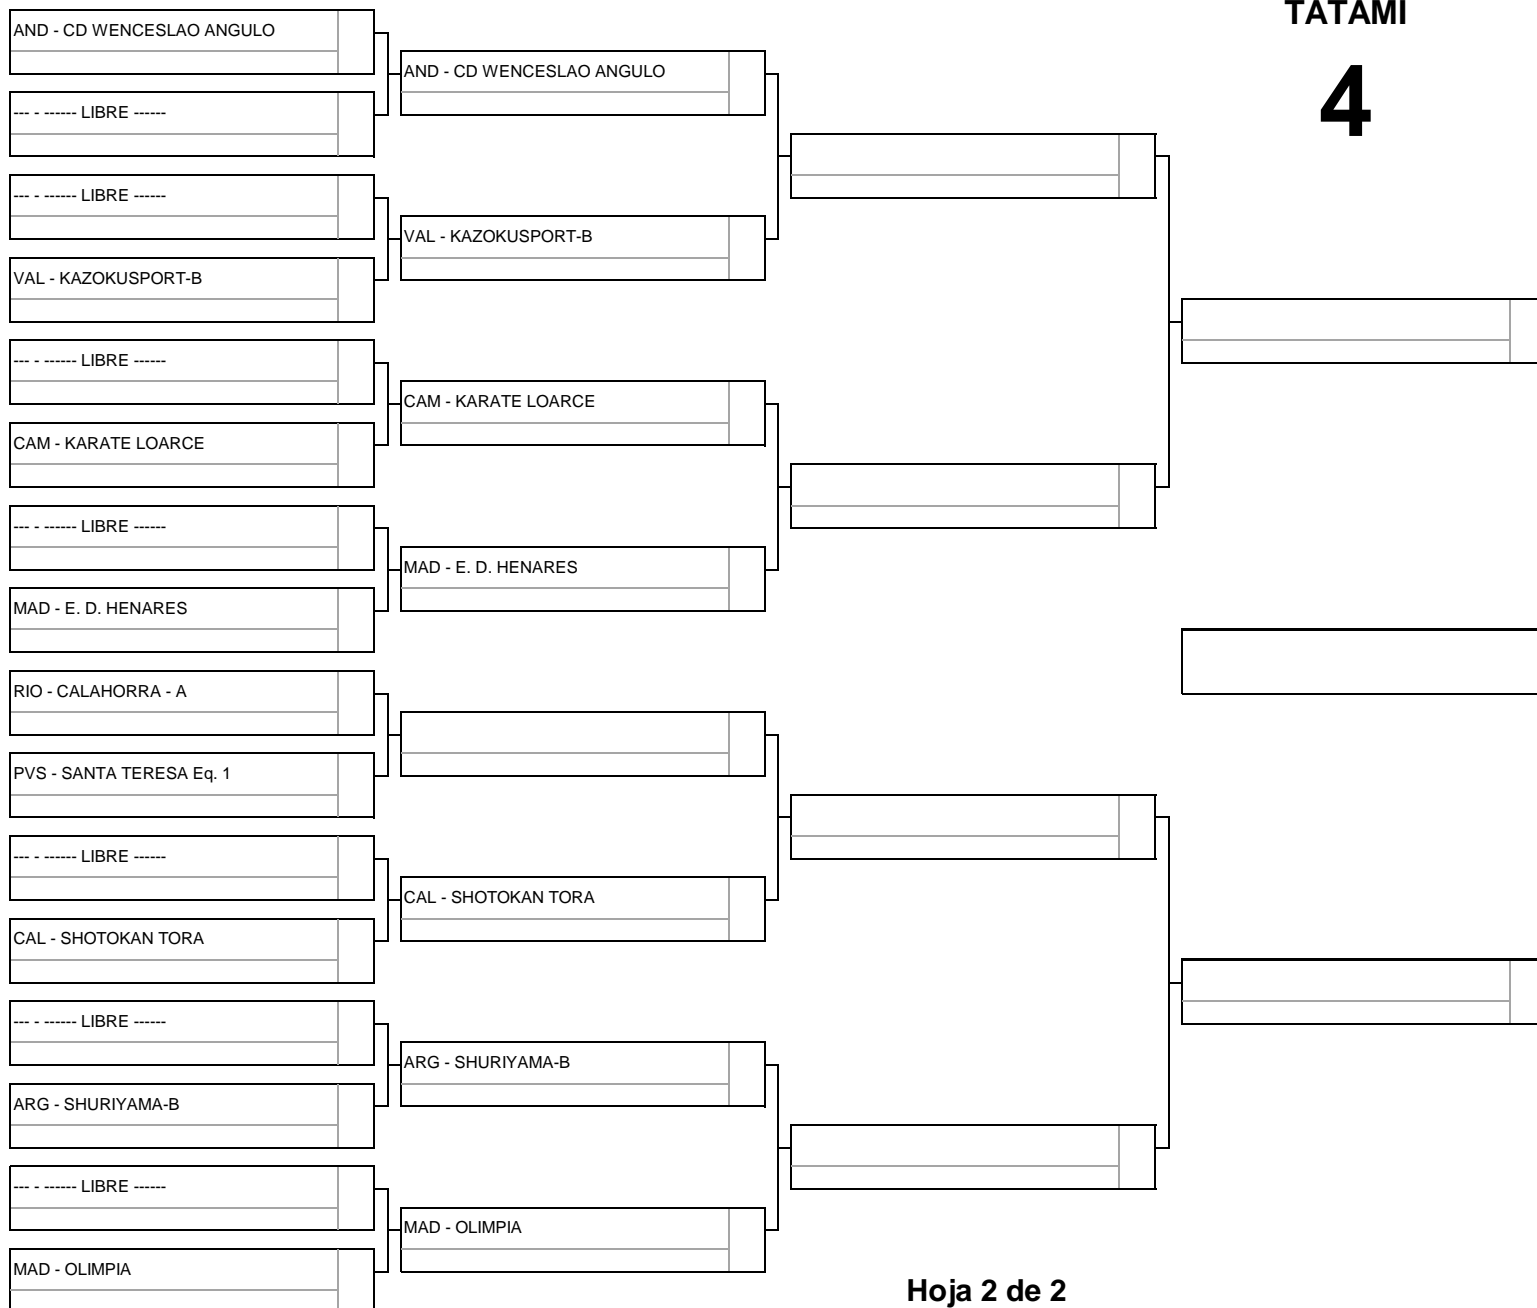 TATAMI
4
AND - CD WENCESLAO ANGULO
--- - ------ LIBRE ------
--- - ------ LIBRE ------
VAL - KAZOKUSPORT-B
--- - ------ LIBRE ------
CAM - KARATE LOARCE
--- - ------ LIBRE ------
MAD - E. D. HENARES
RIO - CALAHORRA - A
PVS - SANTA TERESA Eq. 1
--- - ------ LIBRE ------
CAL - SHOTOKAN TORA
--- - ------ LIBRE ------
ARG - SHURIYAMA-B
--- - ------ LIBRE ------
MAD - OLIMPIA
AND - CD WENCESLAO ANGULO
VAL - KAZOKUSPORT-B
CAM - KARATE LOARCE
MAD - E. D. HENARES
CAL - SHOTOKAN TORA
ARG - SHURIYAMA-B
MAD - OLIMPIA
Hoja 2 de 2